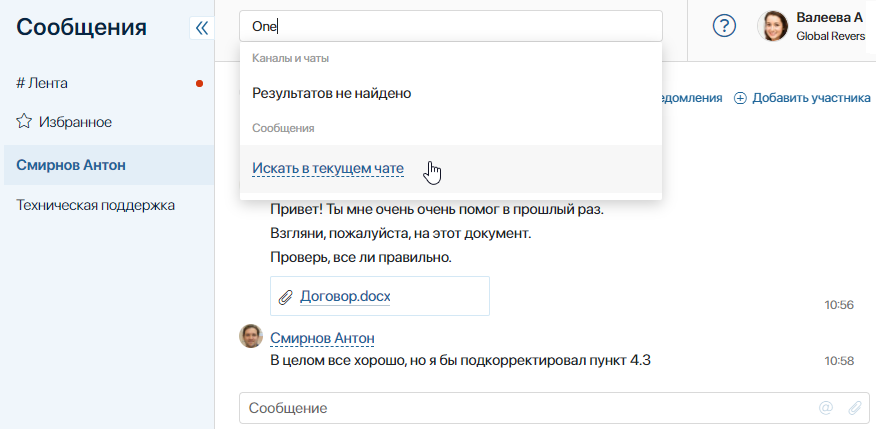 Сообщения
One
Валеева А
Global Revers
Каналы и чаты
# Лента
Результатов не найдено
едомления
Добавить участника
Избранное
Сообщения
Смирнов Антон
Искать в текущем чате
Техническая поддержка
Привет! Ты мне очень очень помог в прошлый раз.
Взгляни, пожалуйста, на этот документ.
Проверь, все ли правильно.
Договор.docx
10:56
Смирнов Антон
В целом все хорошо, но я бы подкорректировал пункт 4.3
10:58
Сообщение